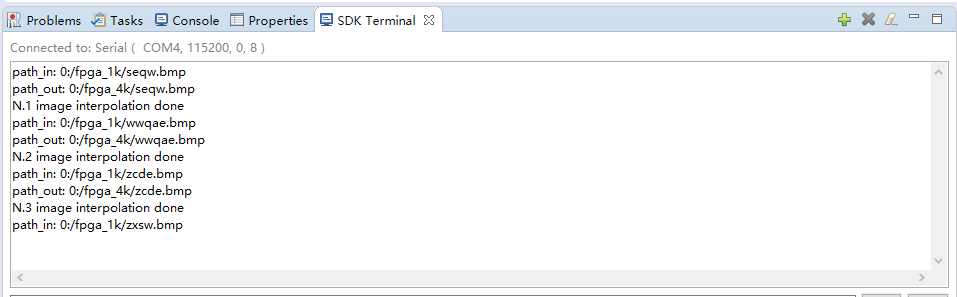 Problems Tasks Console Properties SDK Terminal
Connected to: Serial ( COM4, 115200, 0, 8 )
path_in: 0:/fpga_1k/seqw.bmp
path_out: 0:/fpga_4k/seqw.bmp
N.1 image interpolation done
path_in: 0:/fpga_1k/wwqae.bmp
path_out: 0:/fpga_4k/wwqae.bmp
N.2 image interpolation done
path_in: 0:/fpga_1k/zcde.bmp
path_out: 0:/fpga_4k/zcde.bmp
N.3 image interpolation done
path_in: 0:/fpga_1k/zxsw.bmp